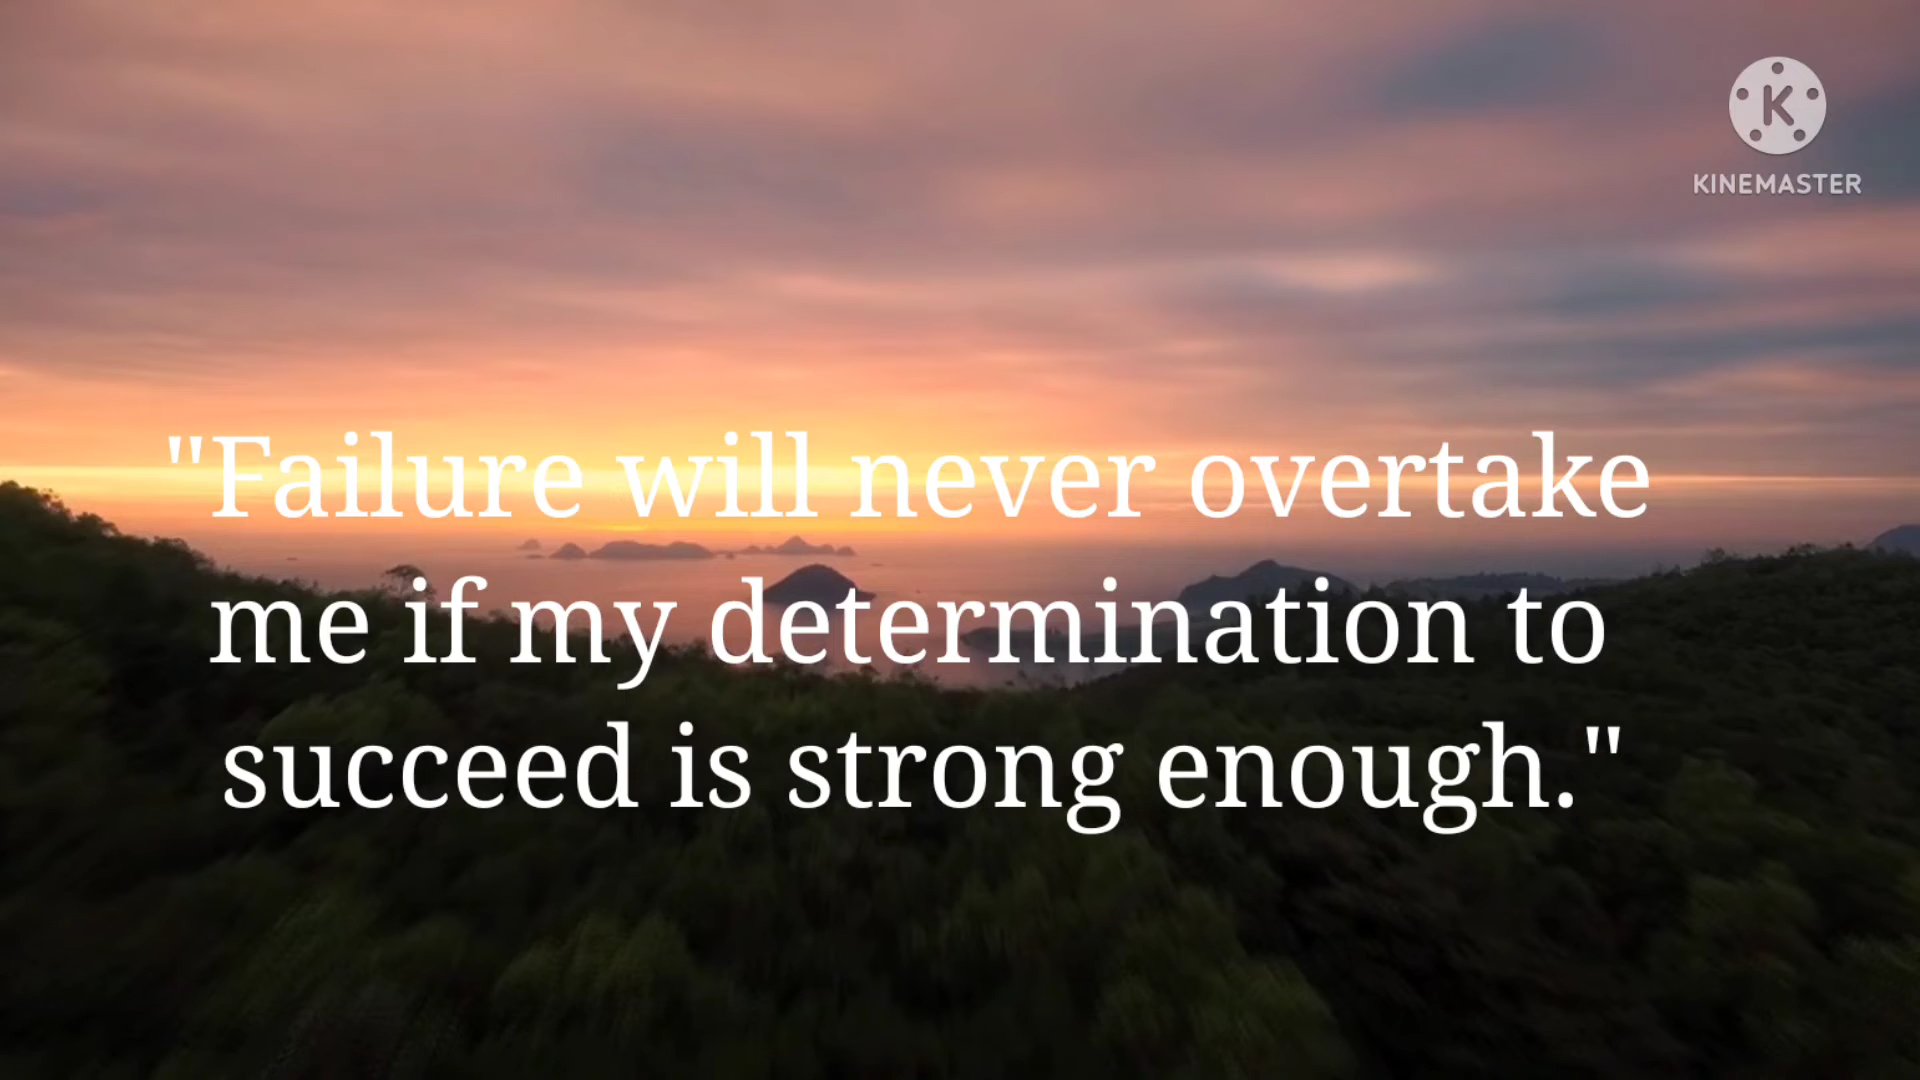 K
KINEMASTER
"Failure will never overtake
me if my determination to
succeed is strong enough."